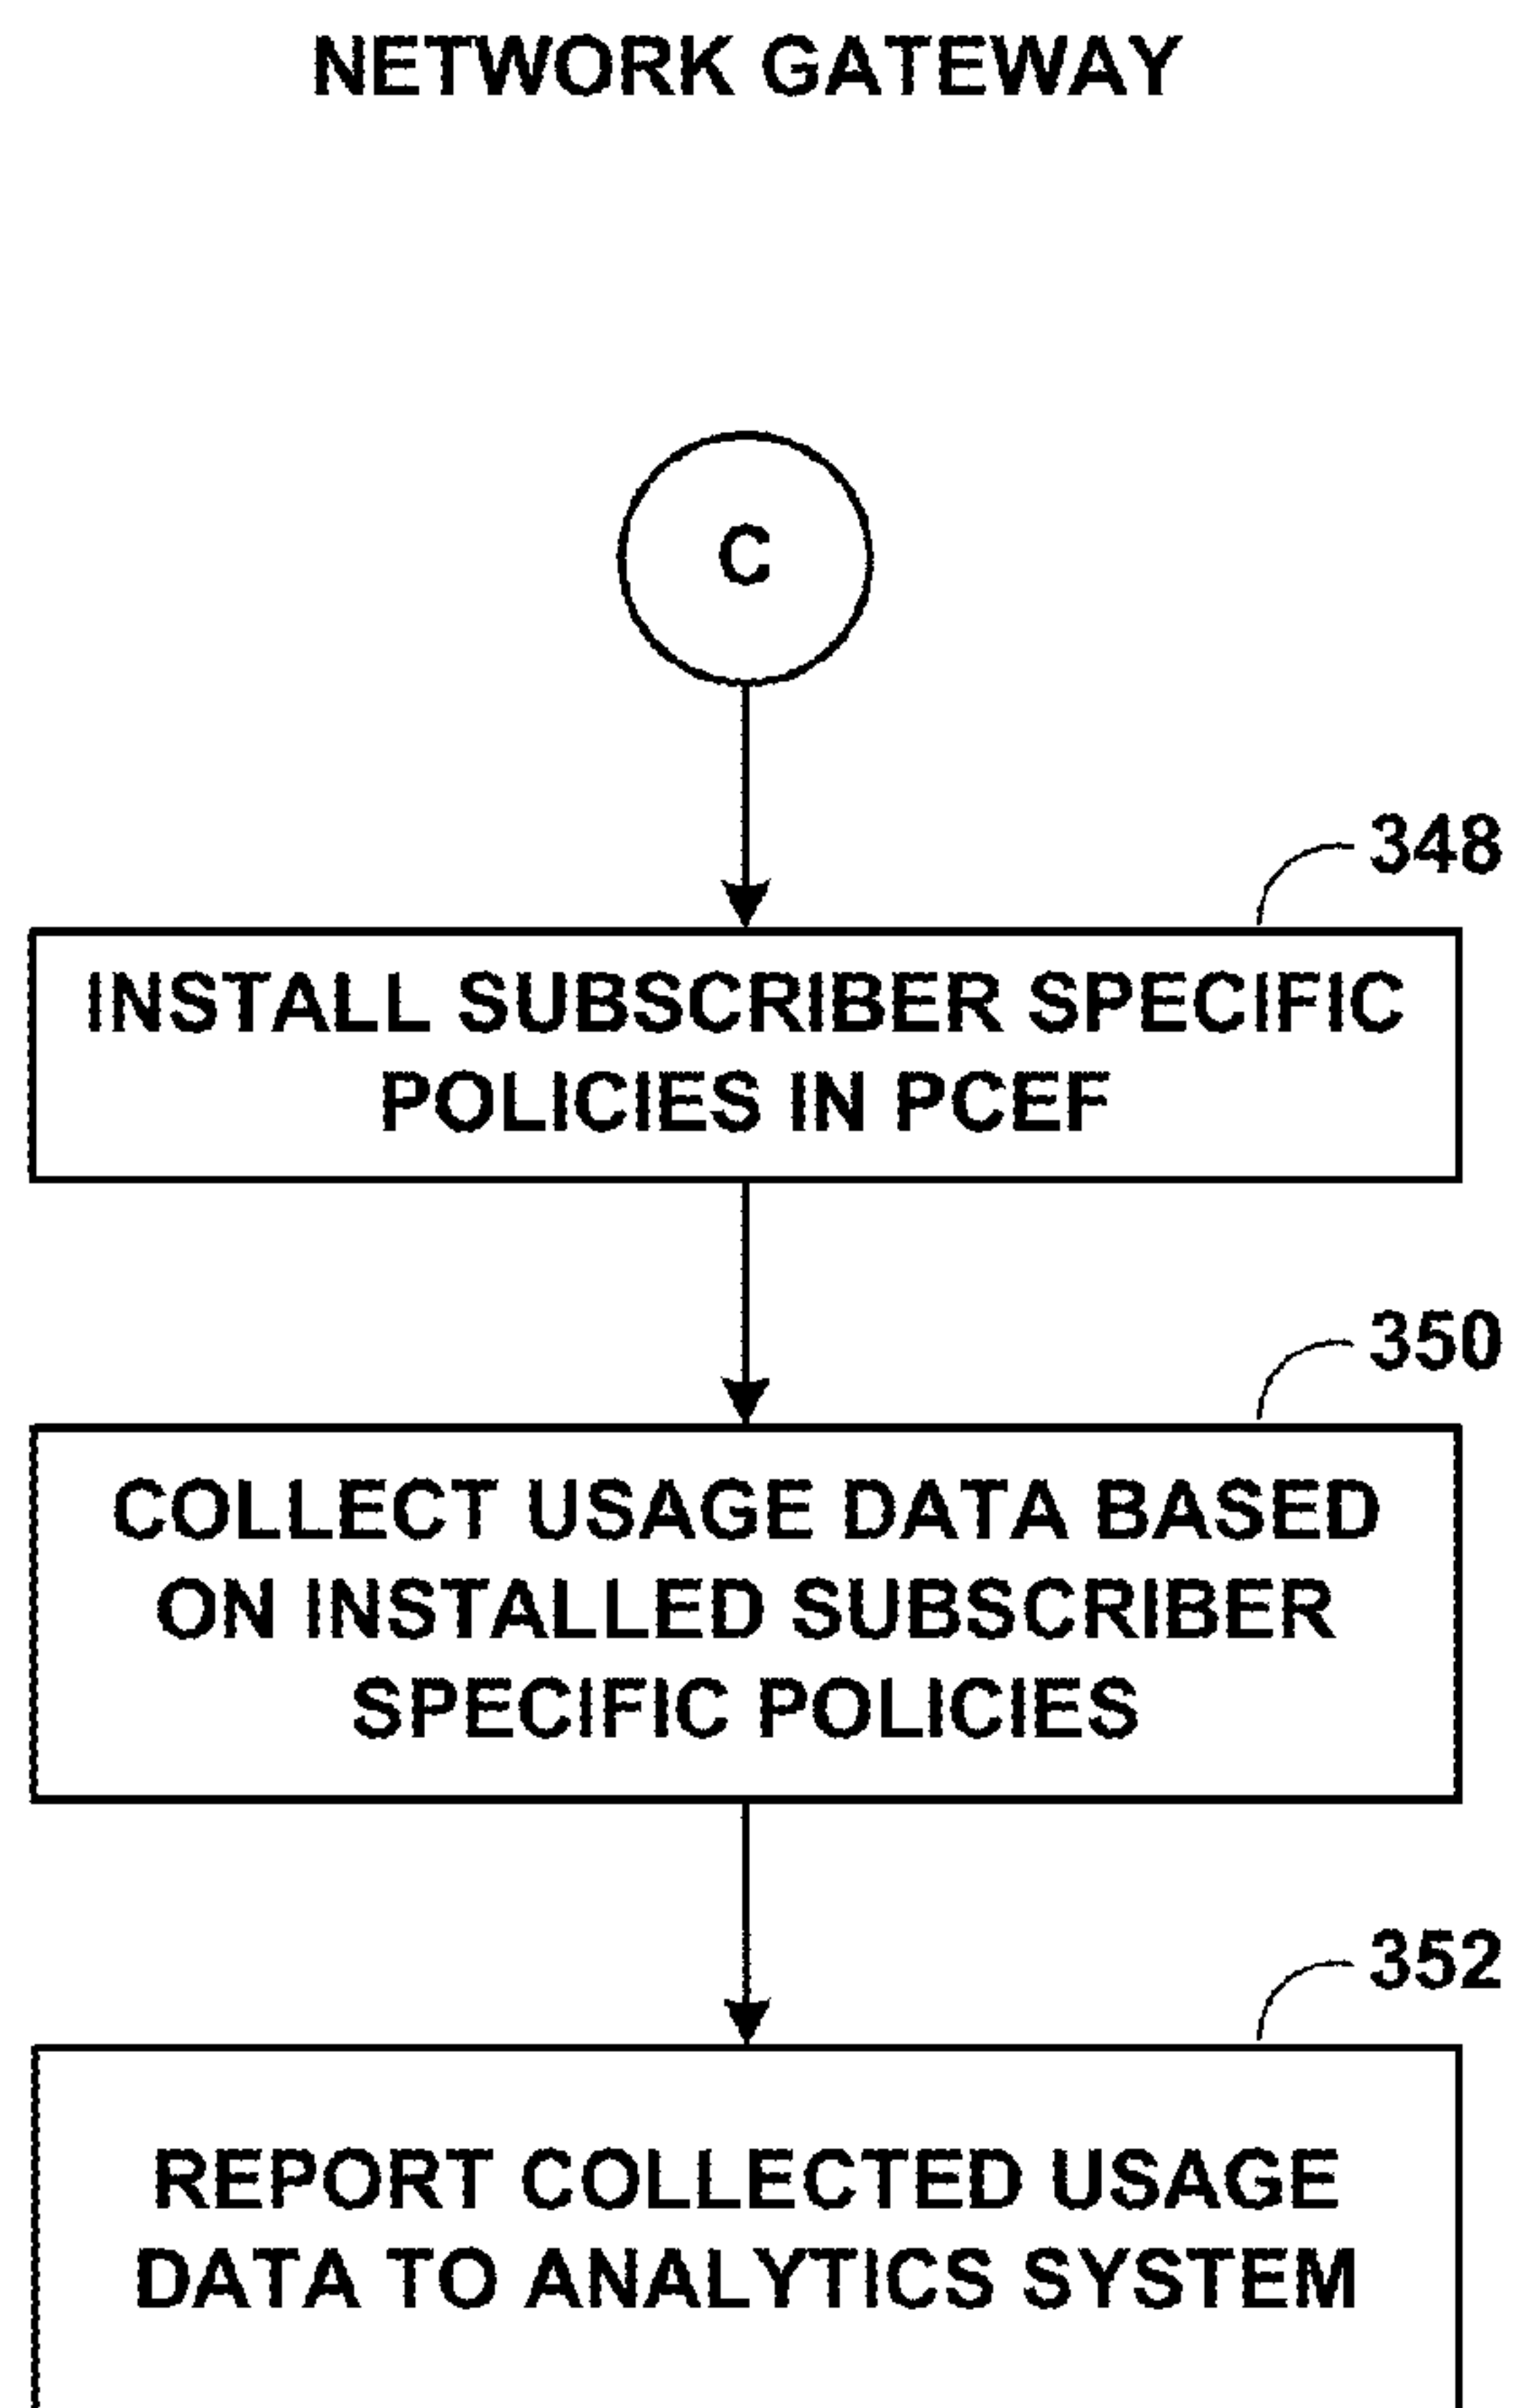 NETWORK GATEWAY
C
348
INSTALL SUBSCRIBER SPECIFIC
POLICIES IN PCEF
350
COLLECT USAGE DATA BASED
ON INSTALLED SUBSCRIBER
SPECIFIC POLICIES
352
REPORT COLLECTED USAGE
DATA TO ANALYTICS SYSTEM